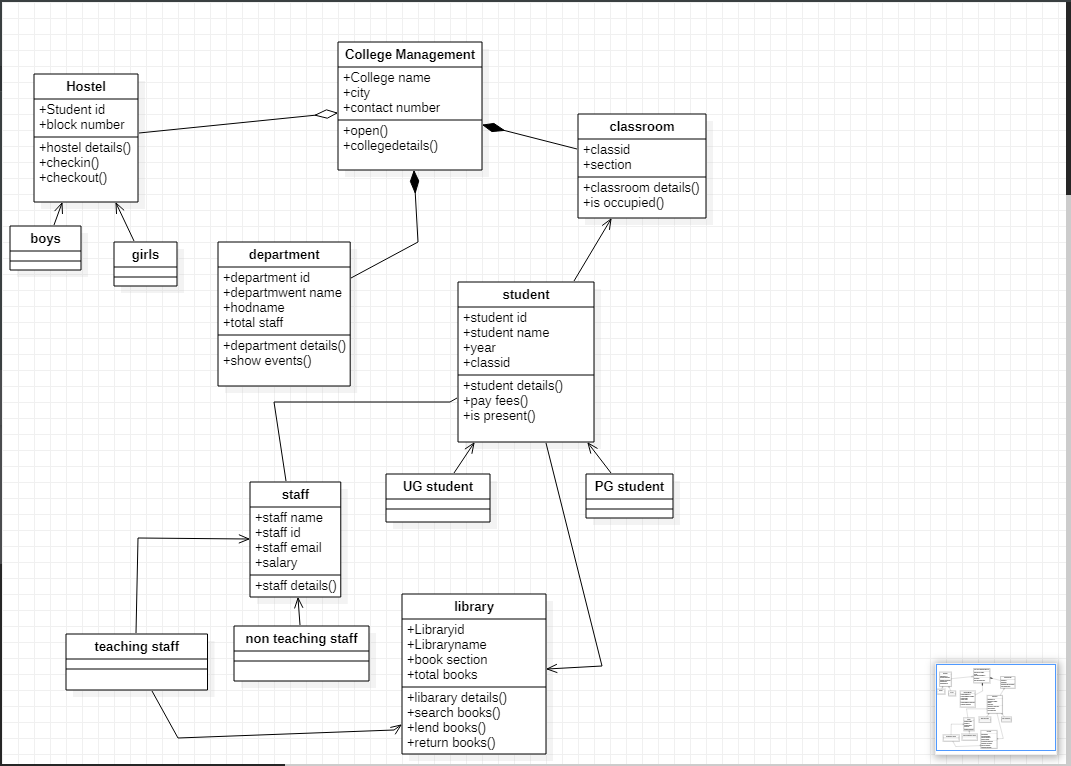 College Management
+College name
+city
+contact number
+open()
+collegedetails()
Hostel
+Student id
+block number
+hostel details()
+checkin()
+checkout()
classroom
+classid
+section
+classroom details()
+is occupied()
boys
girls
department
+department id
+departmwent name
+hodname
+total staff
+department details()
+show events()
student
+student id
+student name
+year
+classid
+student details()
+pay fees()
+is present()
UG student
PG student
staff
+staff name
+staff id
+staff email
+salary
+staff details()
teaching staff
non teaching staff
library
+Libraryid
+Libraryname
+book section
+total books
+libarary details()
+search books()
+lend books()
+return books()